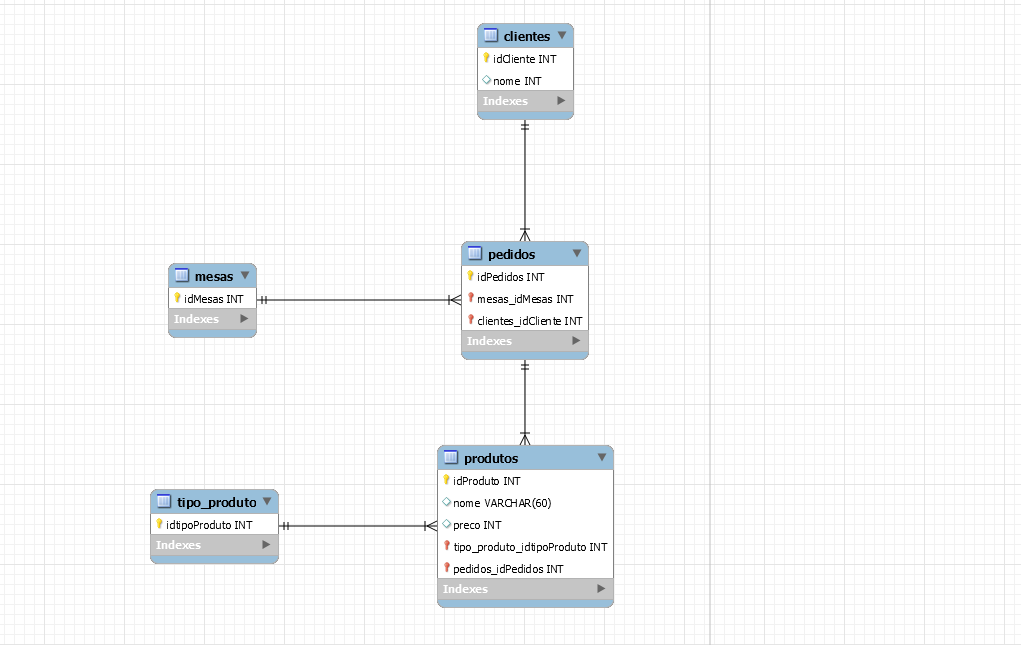 clientes
idCliente INT
nome INT
Indexes
pedidos
idPedidos INT
mesas_idMesas INT
clientes_idCliente INT
Indexes
mesas
idMesas INT
Indexes
produtos
idProduto INT
nome VARCHAR(60)
preco INT
tipo_produto_idtipoProduto INT
pedidos_idPedidos INT
Indexes
tipo_produto
idtipoProduto INT
Indexes